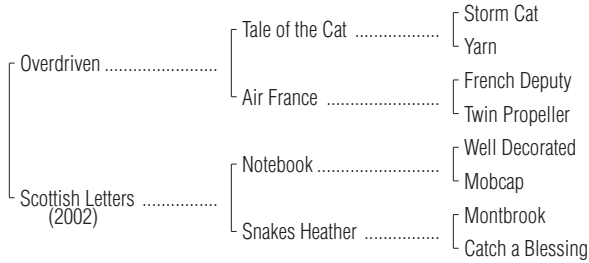 Storm Cat
Tale of the Cat ..................
Yarn
Overdriven ........................
French Deputy
Air France ........................
Twin Propeller
Well Decorated
Notebook..........................
Mobcap
Scottish Letters ................
(2002)
Montbrook
Snakes Heather ................
Catch a Blessing